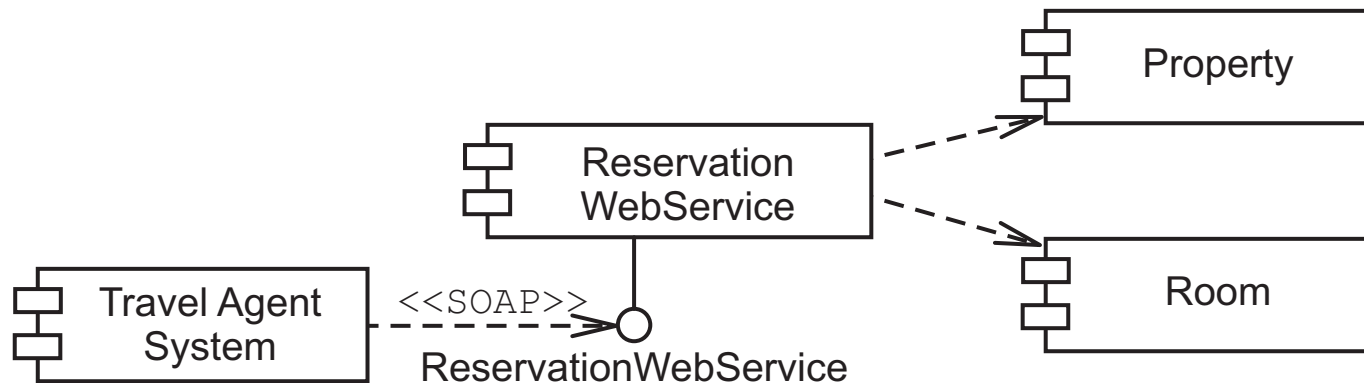 Property
Reservation
WebService
Room
Travel Agent
System
<<SOAP>>
ReservationWebService